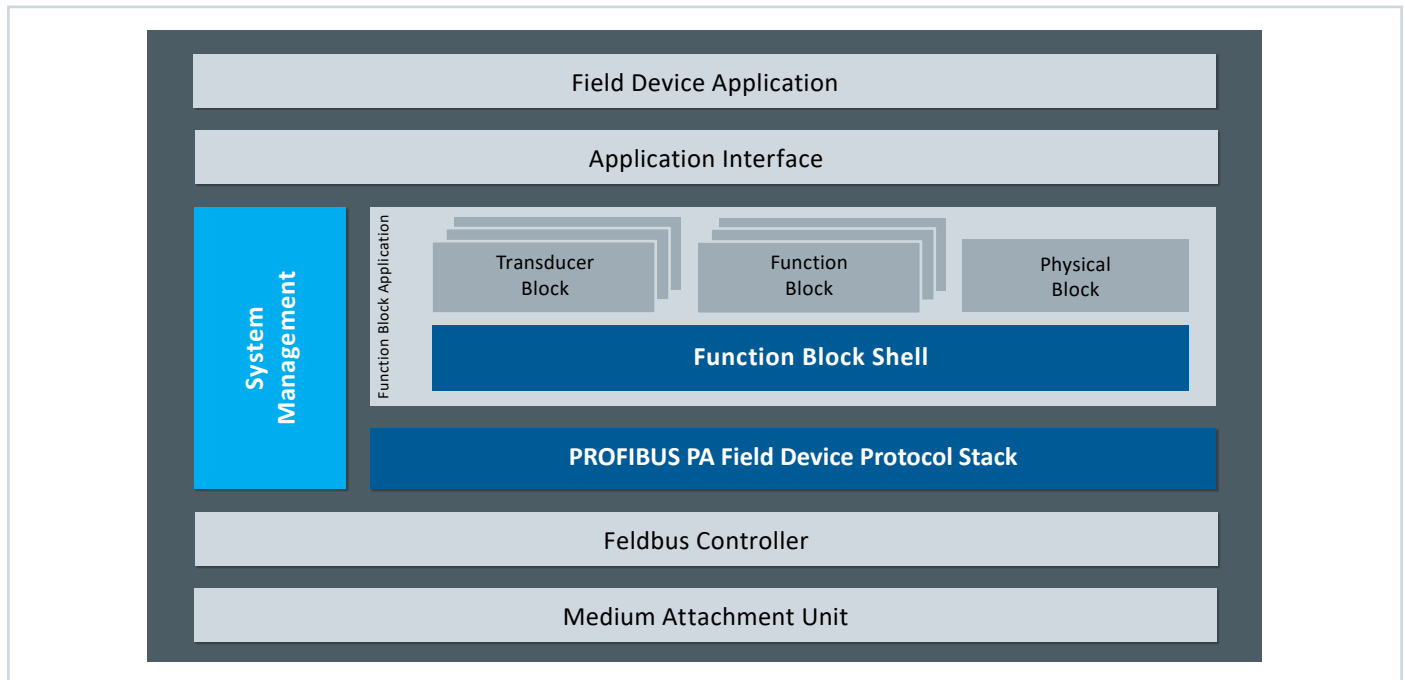 Field Device Application
Application Interface
System
Management
Function Block Application
Transducer
Block
Function
Block
Physical
Block
Function Block Shell
PROFIBUS PA Field Device Protocol Stack
Feldbus Controller
Medium Attachment Unit